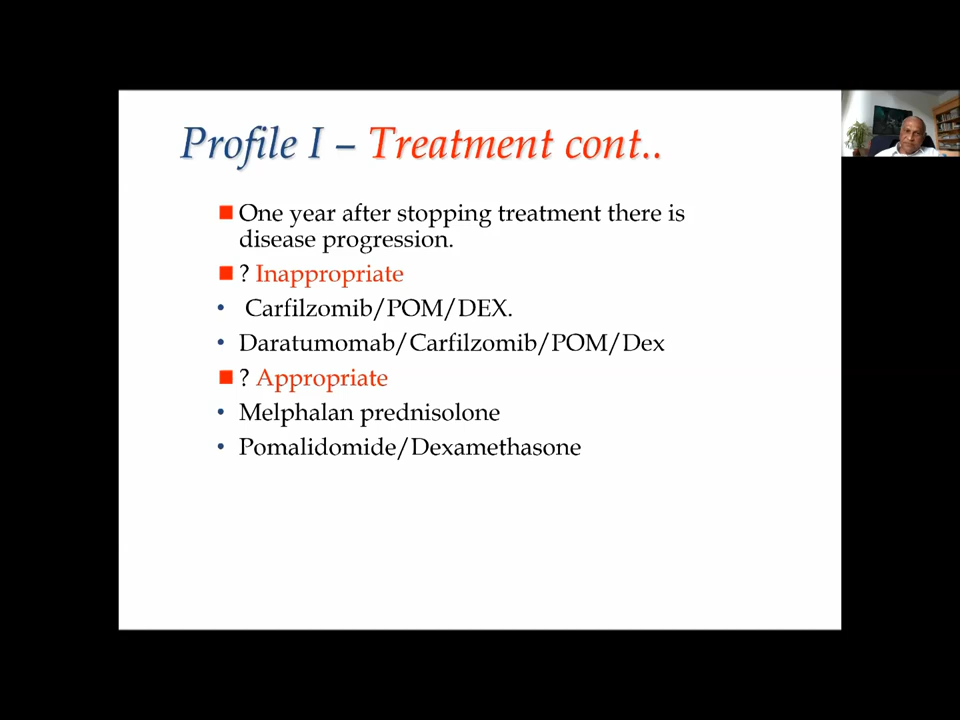 Profile I – Treatment cont..
One year after stopping treatment there is
disease progression.
? Inappropriate
Carfilzomib/POM/DEX.
Daratumomab/Carfilzomib/POM/Dex
? Appropriate
Melphalan prednisolone
Pomalidomide/Dexamethasone